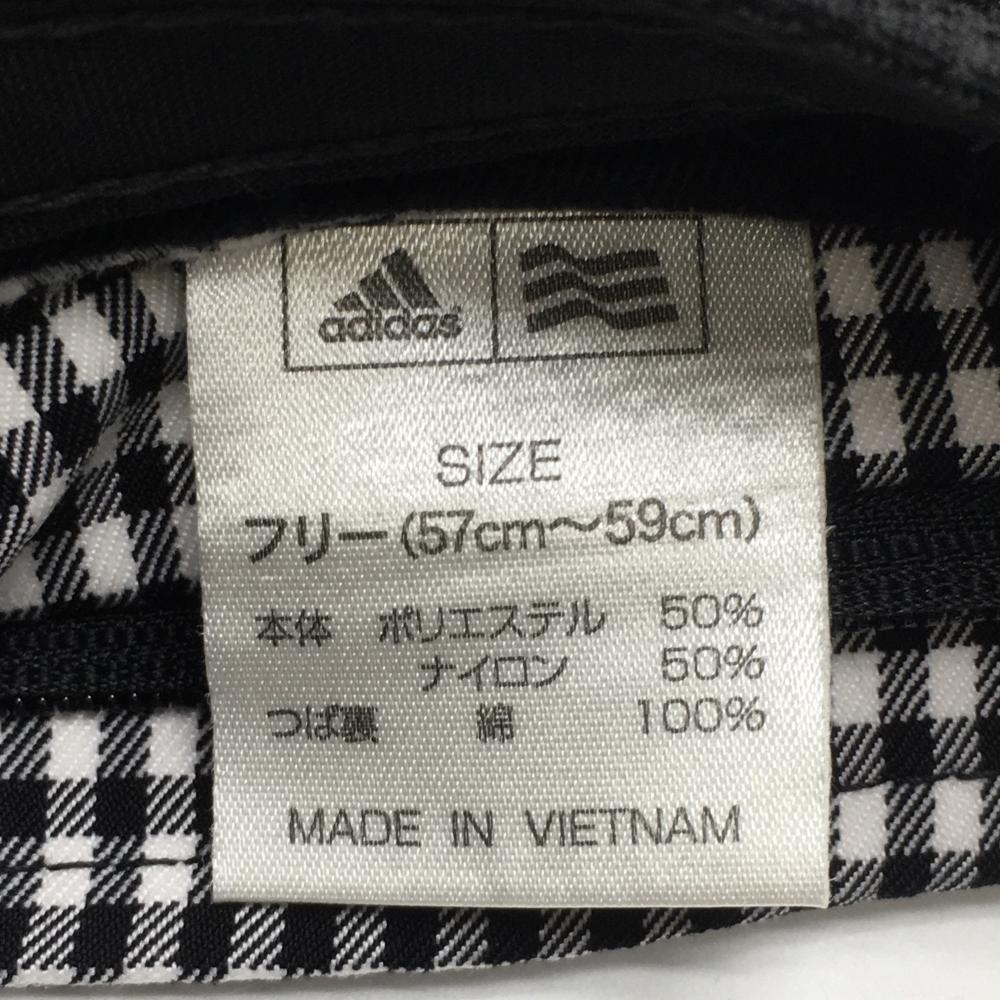 adidas
SIZE
フリー(57cm〜59cm)
本体 ポリエステル 50%
ナイロン 50%
つば裏 綿 100%
MADE IN VIETNAM